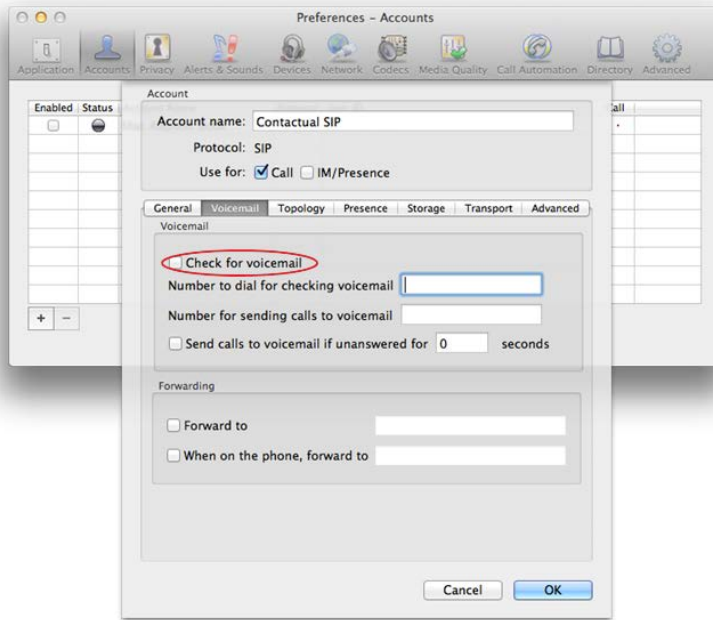 Preferences – Accounts
Application Accounts Privacy Alerts & Sounds Devices Network Codecs Media Quality Call Automation Directory Advanced
Account
Enabled Status
Account name: Contactual SIP
Protocol: SIP
Use for: Call IM/Presence
General Voicemail Topology Presence Storage Transport Advanced
Voicemail
Check for voicemail
Number to dial for checking voicemail
Number for sending calls to voicemail
+ −
Send calls to voicemail if unanswered for 0 seconds
Forwarding
Forward to
When on the phone, forward to
Cancel OK